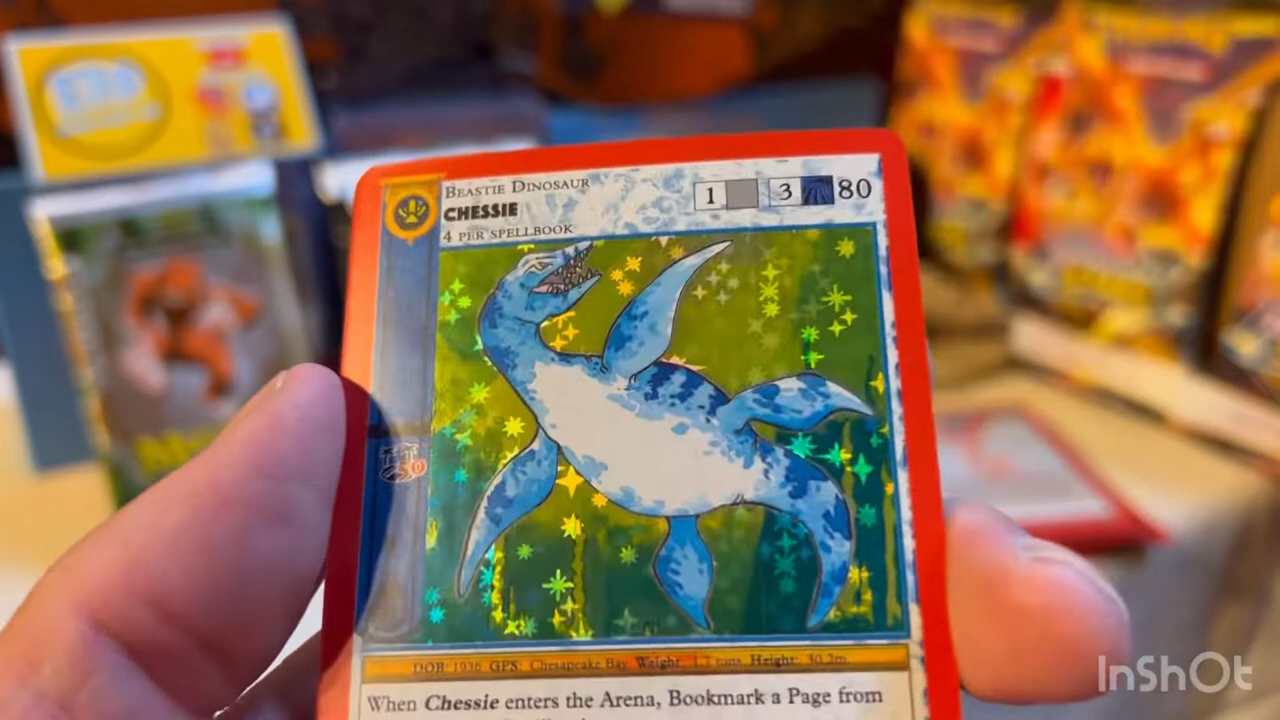 BEASTIE DINOSAUR
CHESSIE
4 PER SPELLBOOK
1 3 80
50
DOB: 1936 GPS: Chesapeake Bay Weight: 1.7 tons Height: 30.2m
When Chessie enters the Arena, Bookmark a Page from
InShOt